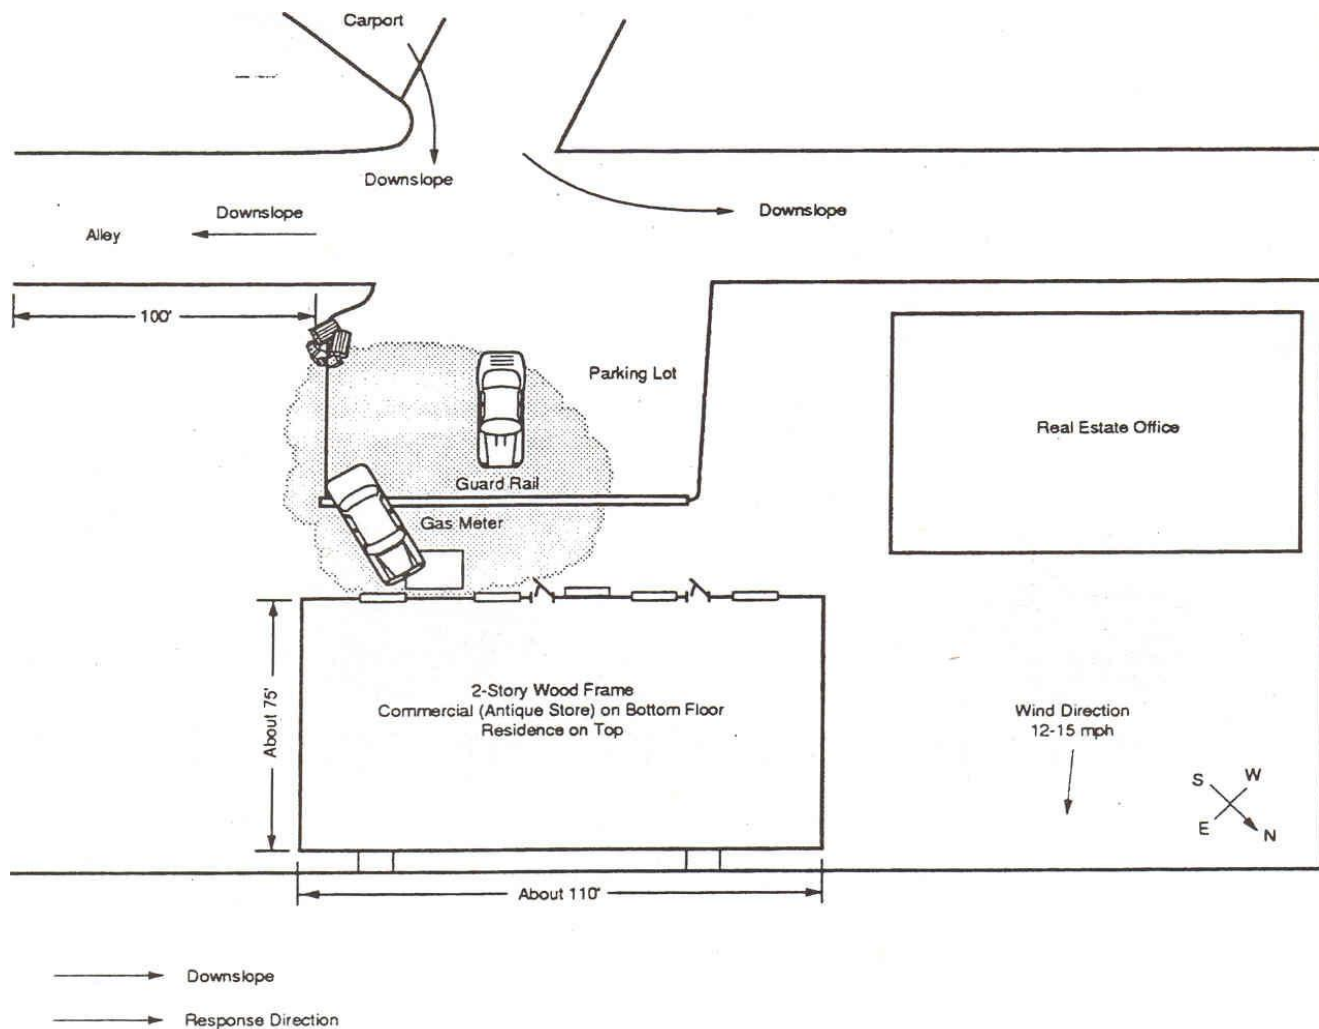 Carport
Downslope
Downslope
Downslope
Alley
100'
Parking Lot
Real Estate Office
Guard Rail
Gas Meter
About 75'
2-Story Wood Frame
Commercial (Antique Store) on Bottom Floor
Residence on Top
Wind Direction
12-15 mph
S W
E N
About 110'
Downslope
Response Direction